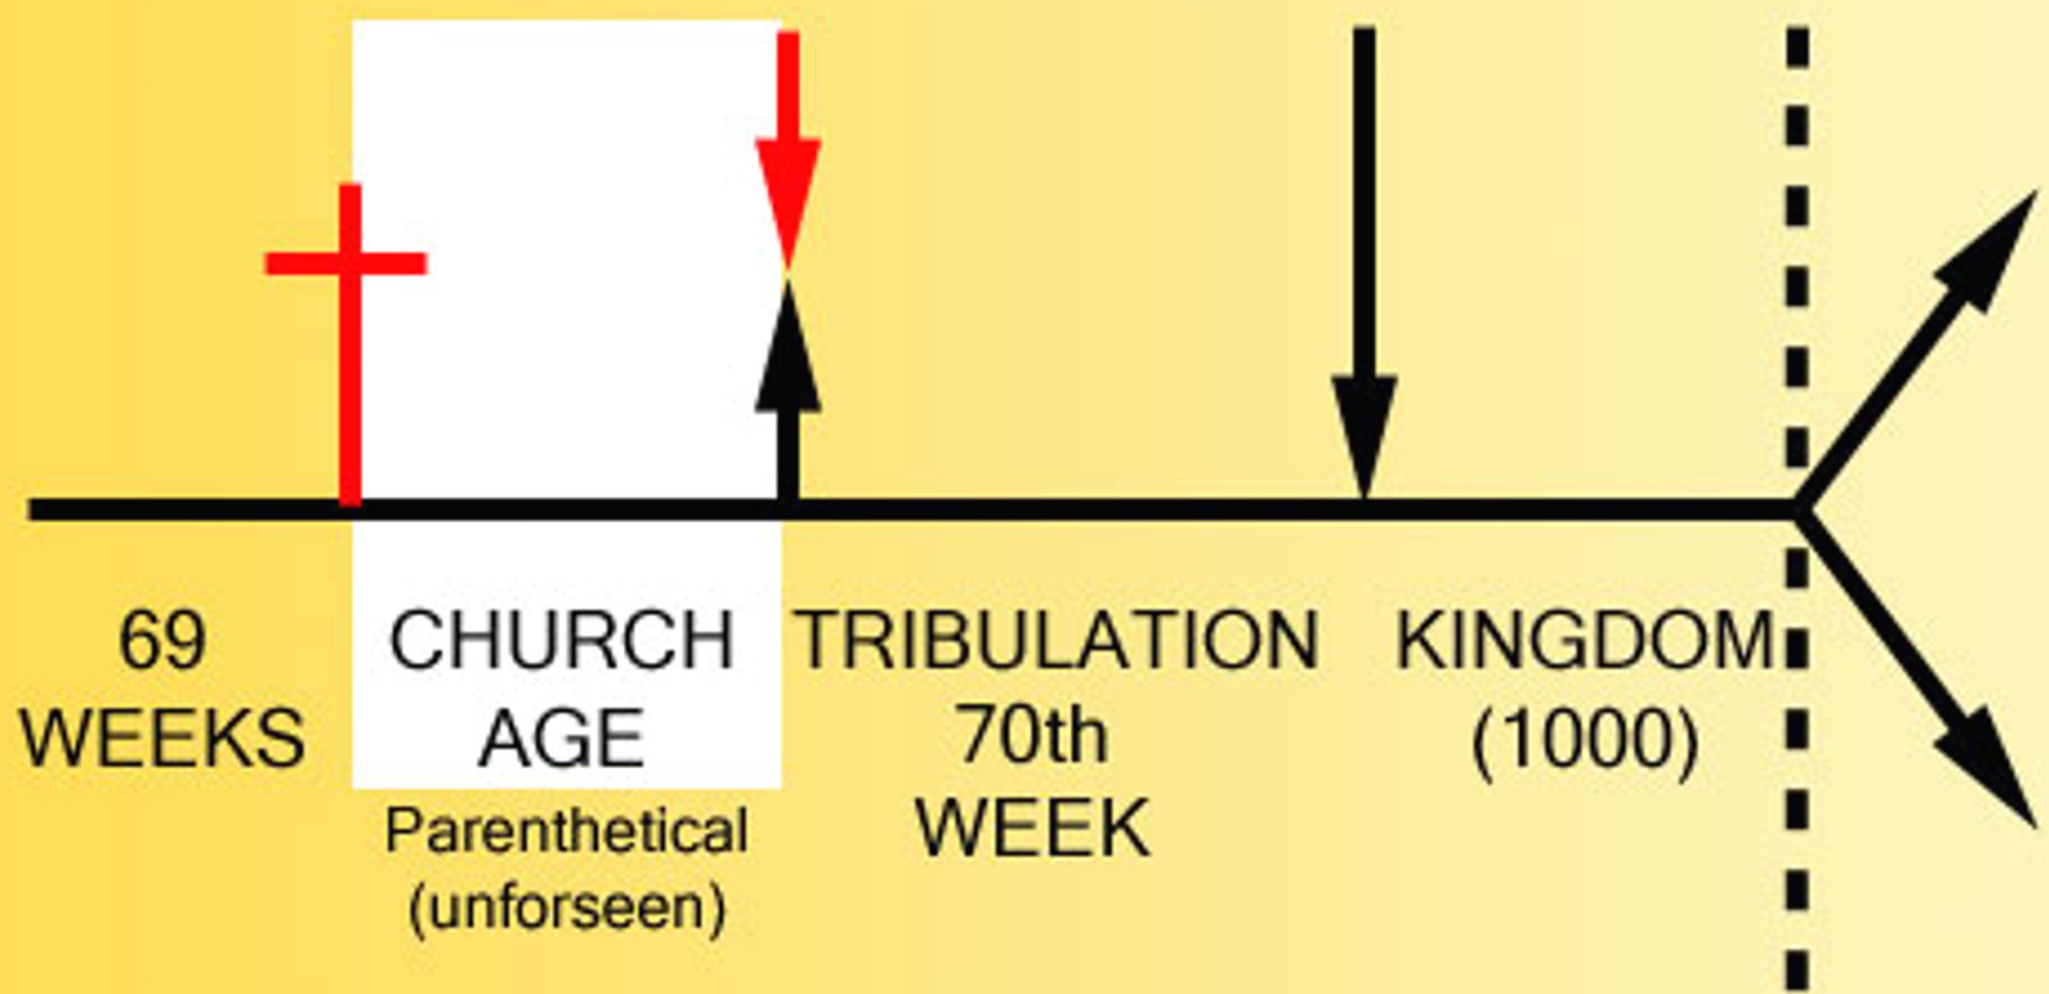 69
WEEKS
CHURCH
AGE
Parenthetical
(unforseen)
TRIBULATION
70th
WEEK
KINGDOM
(1000)